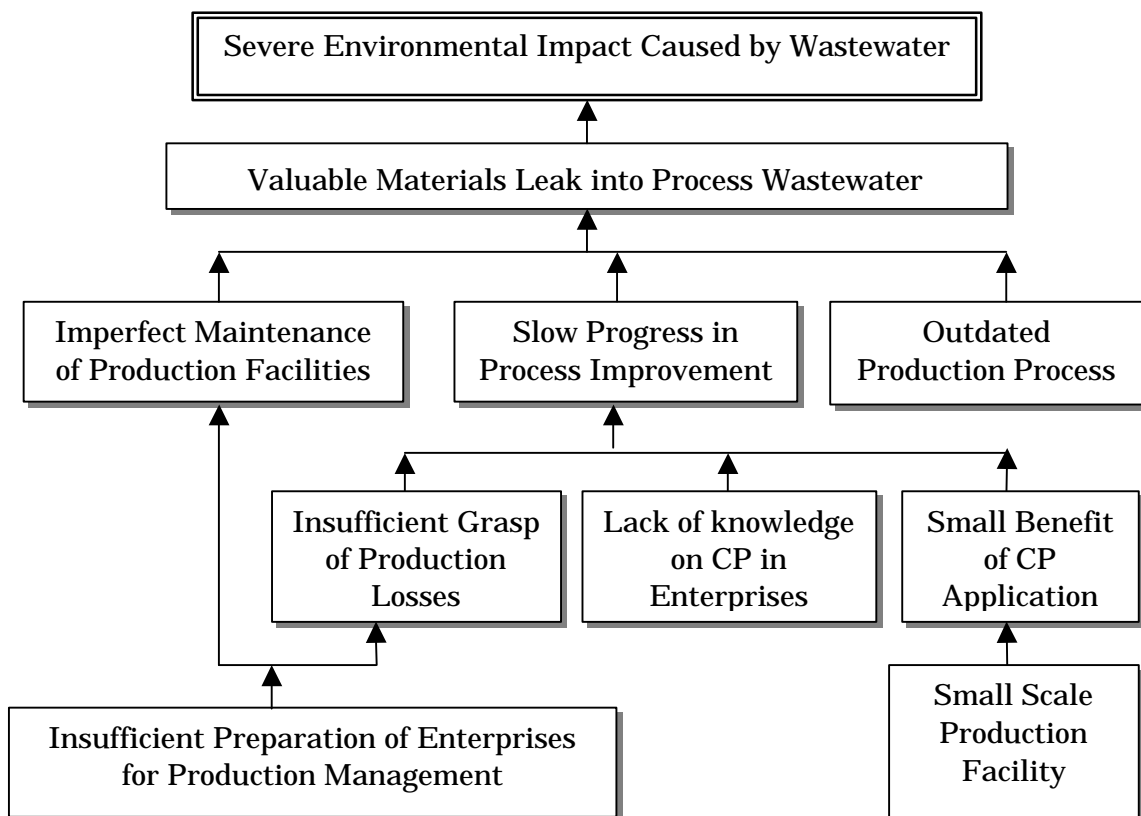 Severe Environmental Impact Caused by Wastewater
Valuable Materials Leak into Process Wastewater
Imperfect Maintenance
of Production Facilities
Slow Progress in
Process Improvement
Outdated
Production Process
Insufficient Grasp
of Production
Losses
Lack of knowledge
on CP in
Enterprises
Small Benefit
of CP
Application
Insufficient Preparation of Enterprises
for Production Management
Small Scale
Production
Facility